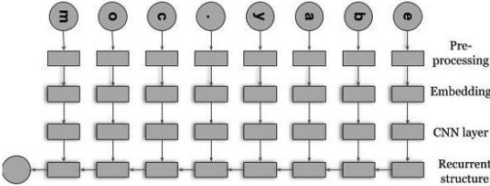 m o c . y a b e
Pre-
processing
Embedding
CNN layer
Recurrent
structure